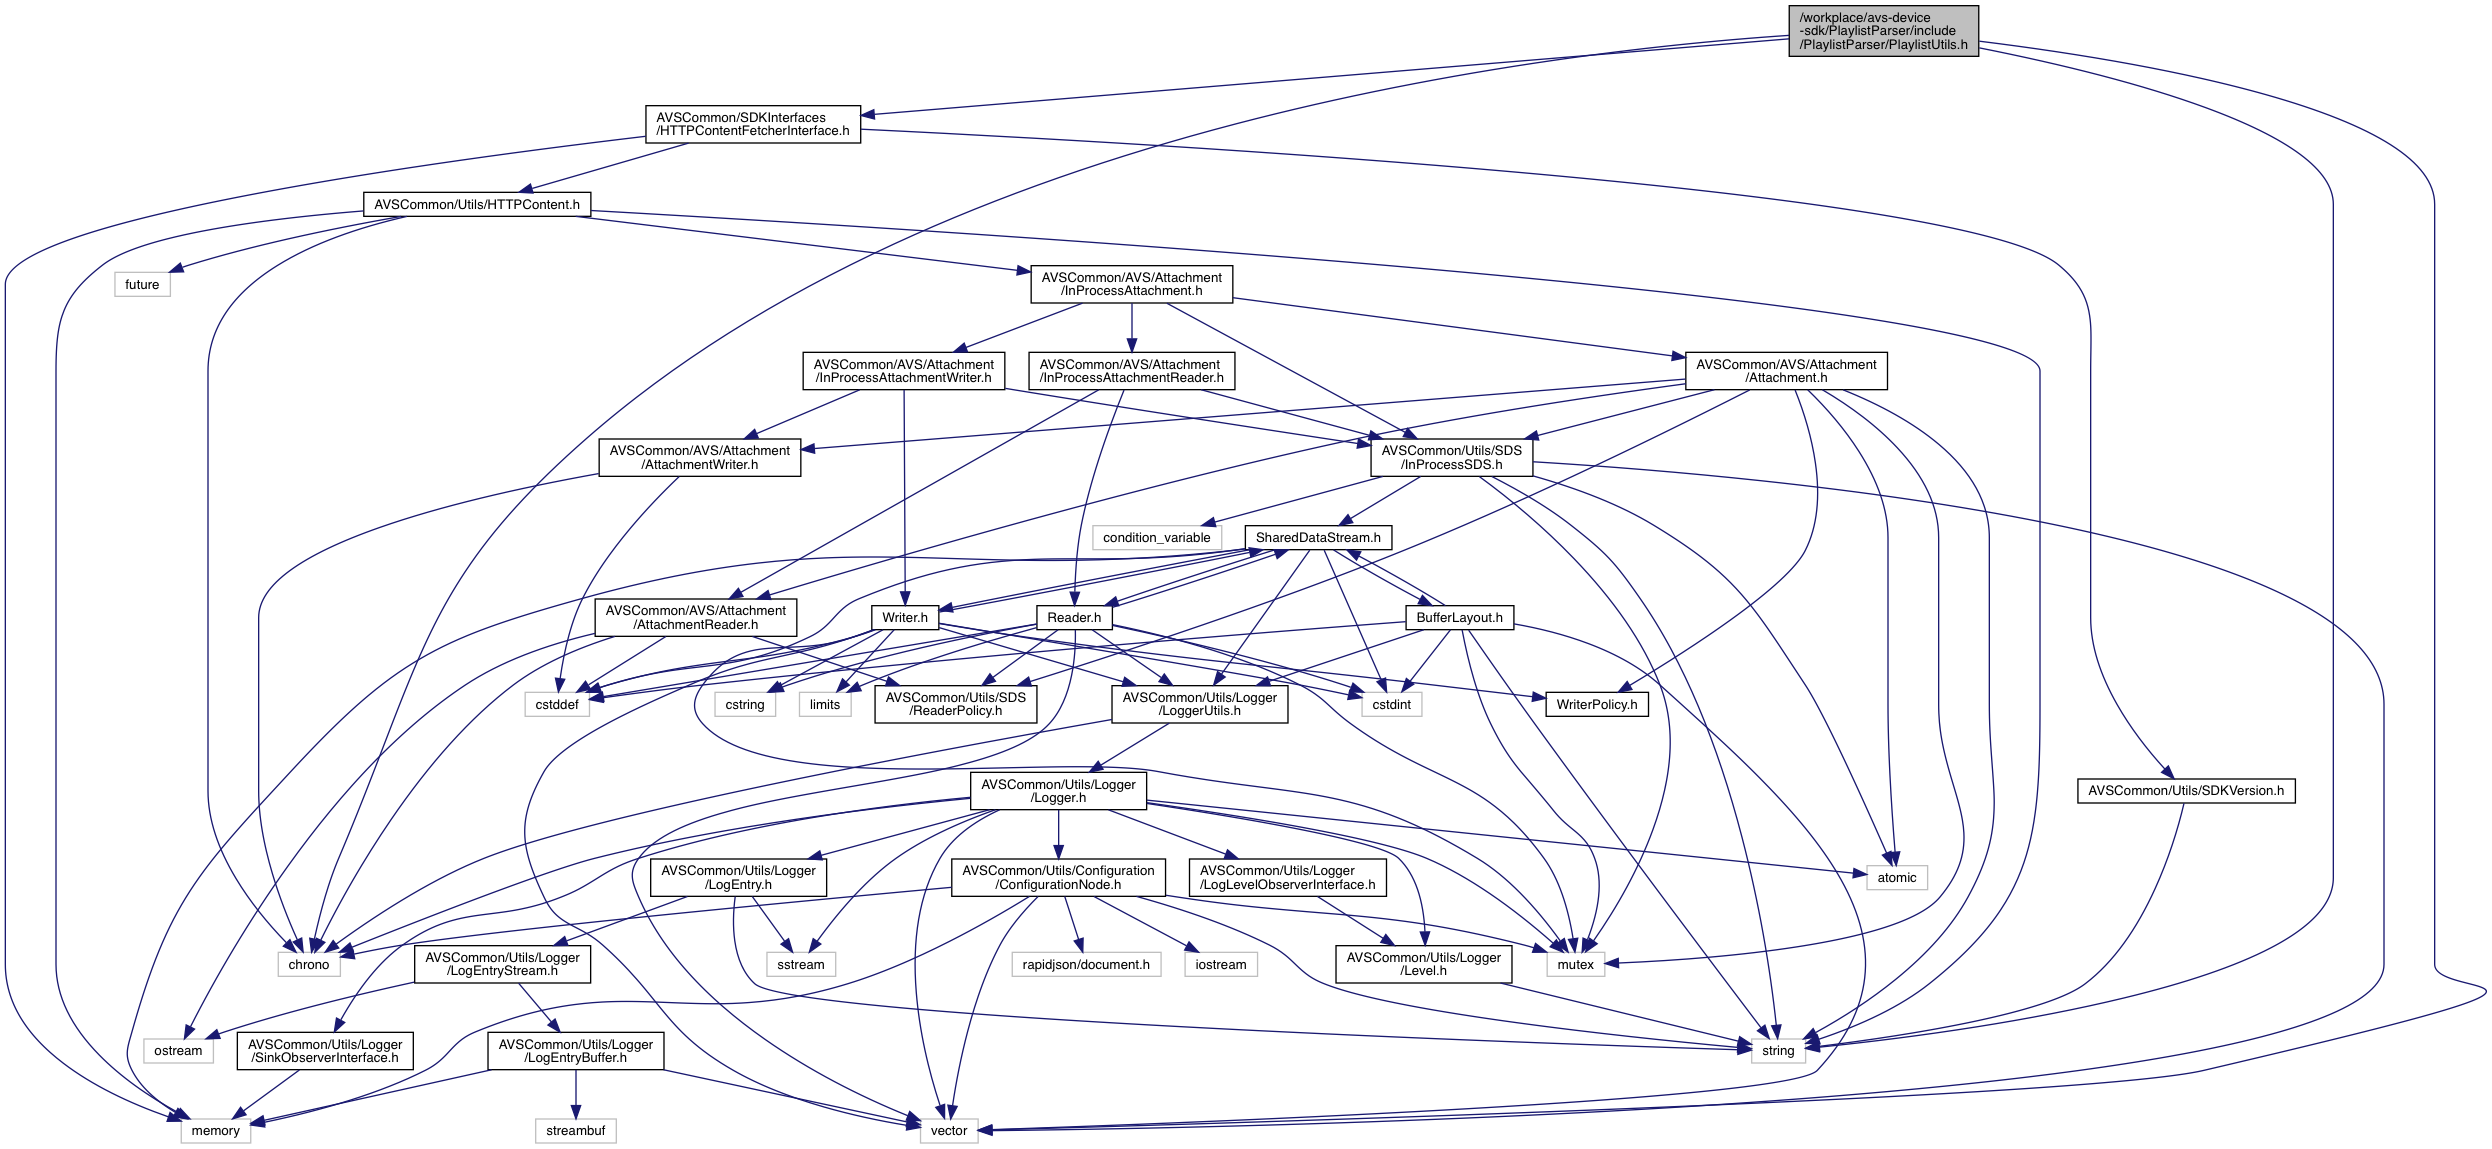 /workplace/avs-device
-sdk/PlaylistParser/include
/PlaylistParser/PlaylistUtils.h
AVSCommon/SDKInterfaces
/HTTPContentFetcherInterface.h
AVSCommon/Utils/HTTPContent.h
future
AVSCommon/AVS/Attachment
/InProcessAttachment.h
AVSCommon/AVS/Attachment
/InProcessAttachmentWriter.h
AVSCommon/AVS/Attachment
/InProcessAttachmentReader.h
AVSCommon/AVS/Attachment
/Attachment.h
AVSCommon/AVS/Attachment
/AttachmentWriter.h
AVSCommon/Utils/SDS
/InProcessSDS.h
condition_variable
SharedDataStream.h
AVSCommon/AVS/Attachment
/AttachmentReader.h
Writer.h
Reader.h
BufferLayout.h
cstddef
cstring
limits
AVSCommon/Utils/SDS
/ReaderPolicy.h
AVSCommon/Utils/Logger
/LoggerUtils.h
cstdint
WriterPolicy.h
AVSCommon/Utils/Logger
/Logger.h
AVSCommon/Utils/SDKVersion.h
AVSCommon/Utils/Logger
/LogEntry.h
AVSCommon/Utils/Configuration
/ConfigurationNode.h
AVSCommon/Utils/Logger
/LogLevelObserverInterface.h
atomic
chrono
AVSCommon/Utils/Logger
/LogEntryStream.h
sstream
rapidjson/document.h
iostream
AVSCommon/Utils/Logger
/Level.h
mutex
ostream
AVSCommon/Utils/Logger
/SinkObserverInterface.h
AVSCommon/Utils/Logger
/LogEntryBuffer.h
string
memory
streambuf
vector